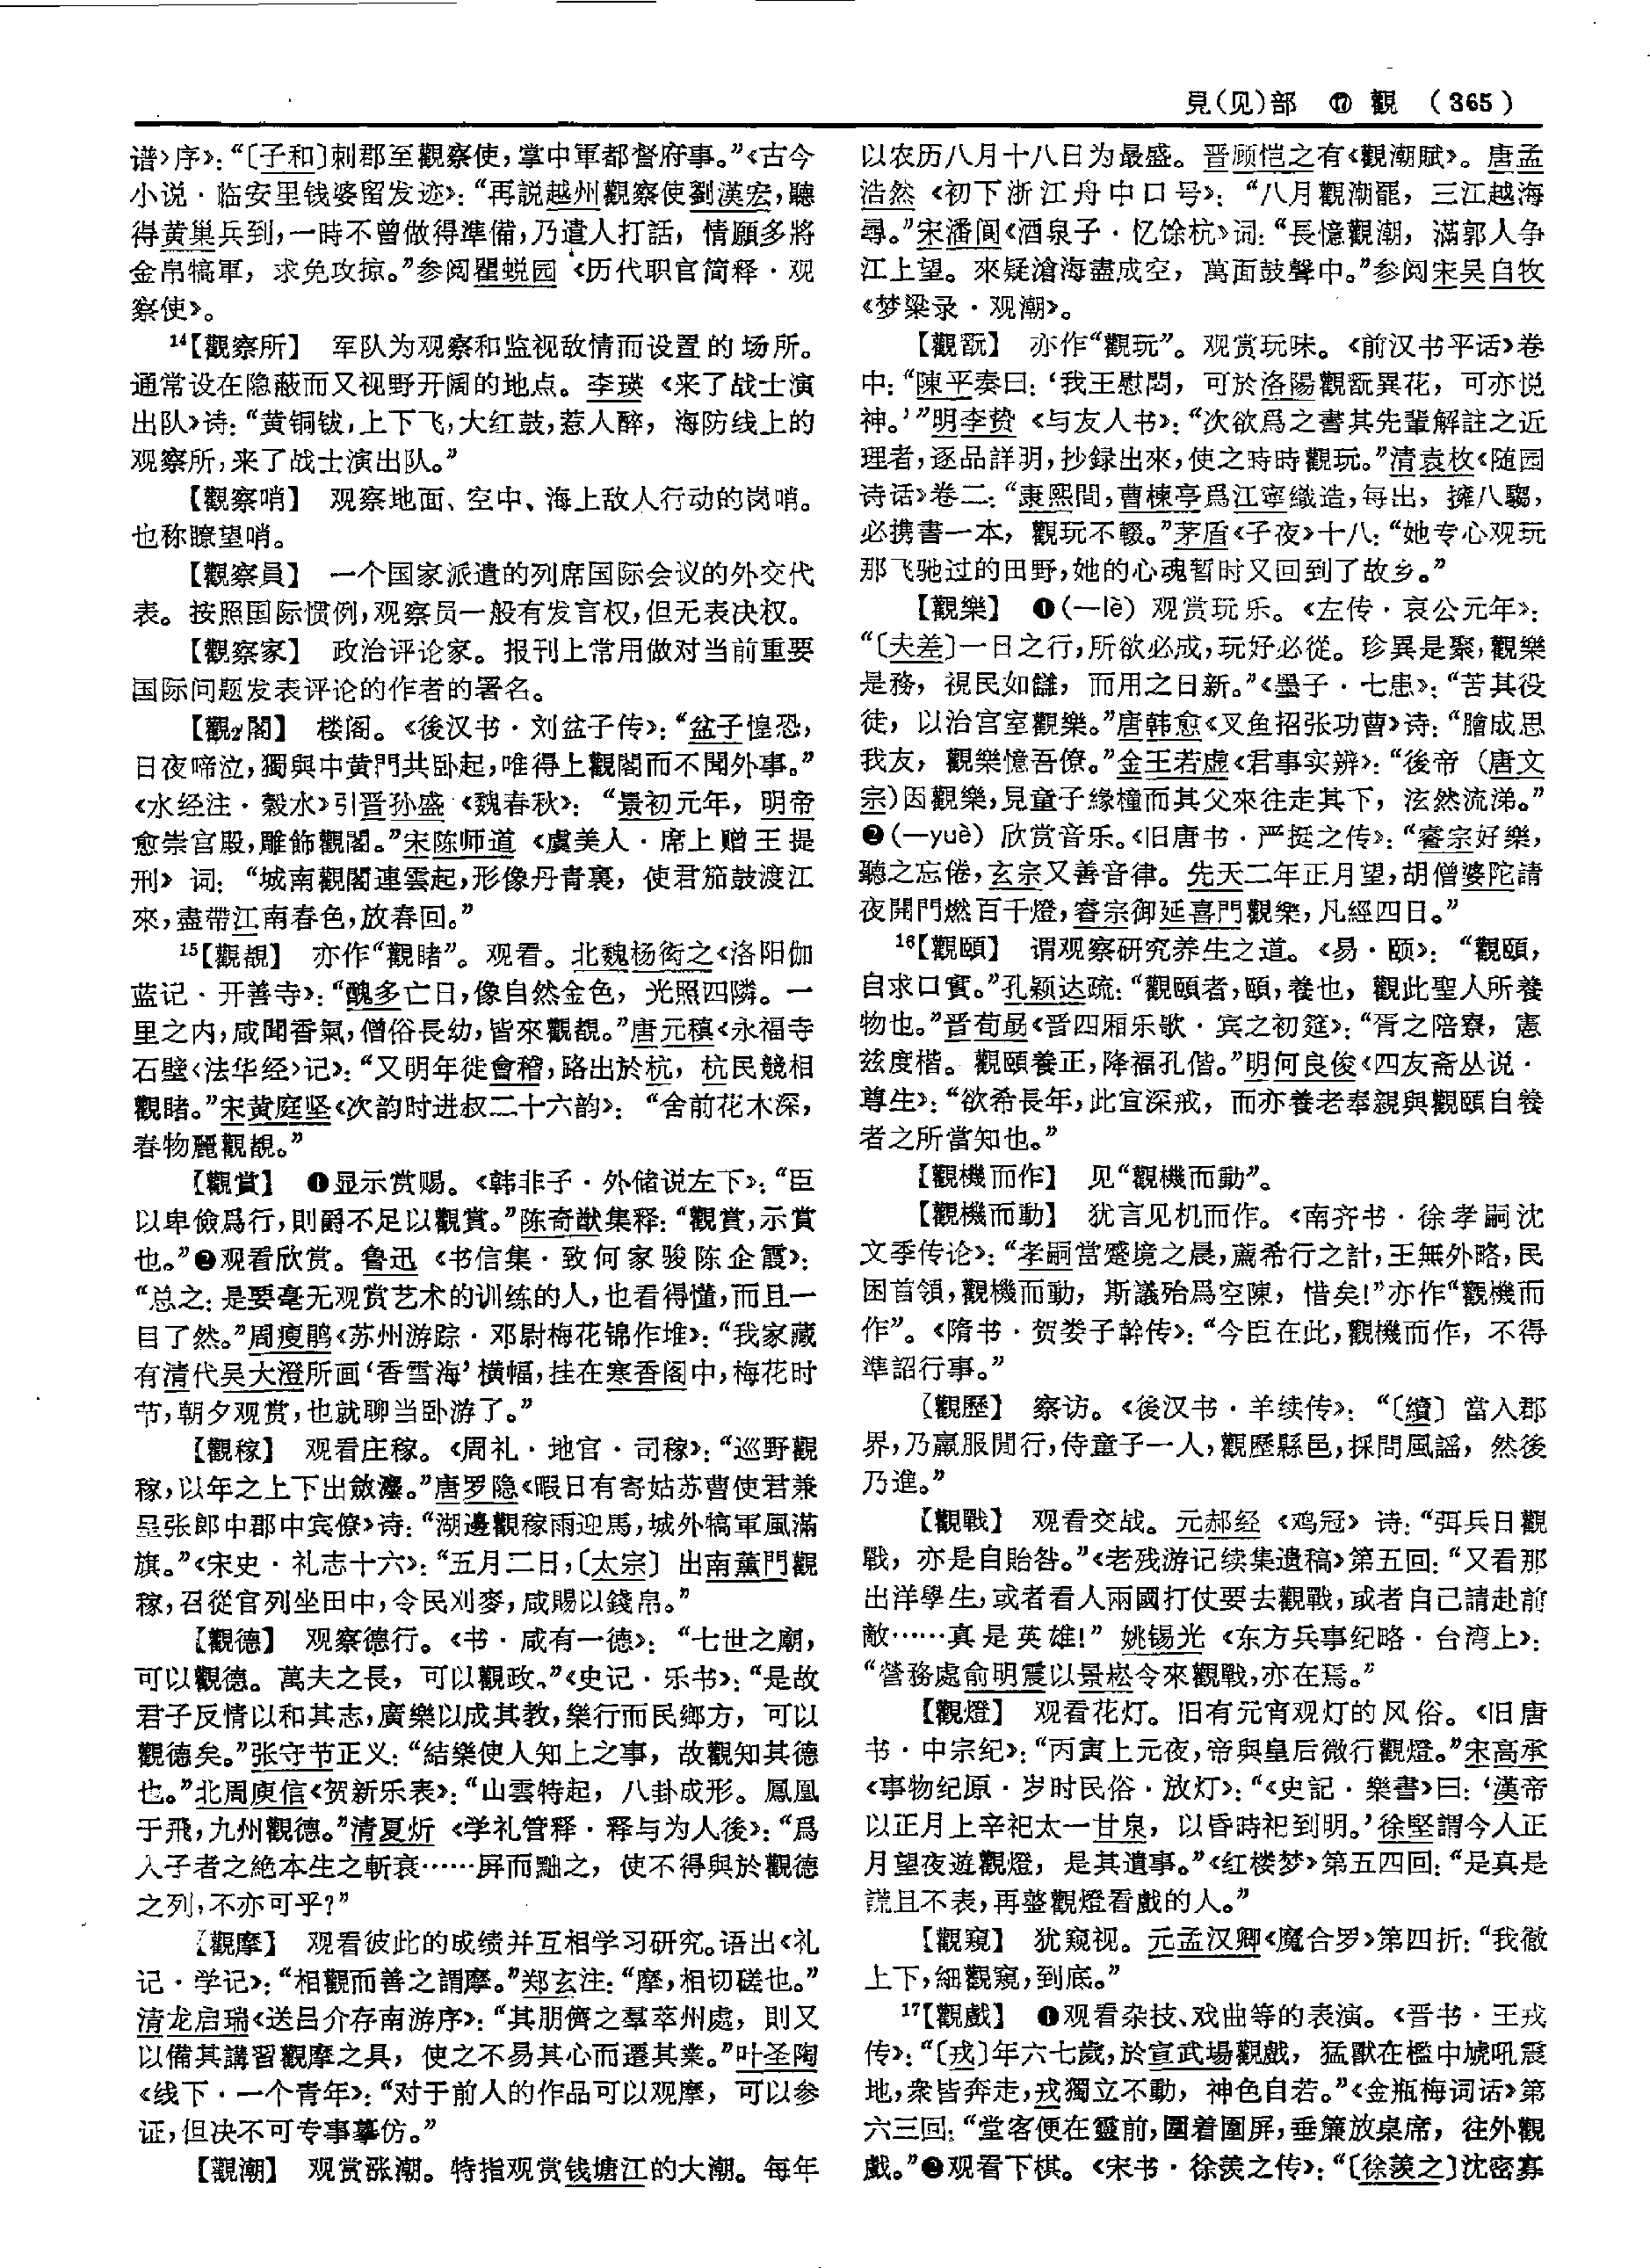 見(见)部 ⑰ 觀 (365)
谱〉序》：“〔子和〕刺郡至觀察使，掌中軍都督府事。”《古今
小说·临安里钱婆留发迹》：“再説越州觀察使劉漢宏，聽
得黄巢兵到，一時不曾做得準備，乃遣人打話，情願多將
金帛犒軍，求免攻掠。”参阅瞿蜕园《历代职官简释·观
察使》。
14【觀察所】 军队为观察和监视敌情而设置的场所。
通常设在隐蔽而又视野开阔的地点。李瑛《来了战士演
出队》诗：“黄铜钹，上下飞，大红鼓，惹人醉，海防线上的
观察所，来了战士演出队。”
【觀察哨】 观察地面、空中、海上敌人行动的岗哨。
也称瞭望哨。
【觀察員】 一个国家派遣的列席国际会议的外交代
表。按照国际惯例，观察员一般有发言权，但无表决权。
【觀察家】 政治评论家。报刊上常用做对当前重要
国际问题发表评论的作者的署名。
【觀2閣】 楼阁。《後汉书·刘盆子传》：“盆子惶恐，
日夜啼泣，獨與中黄門共卧起，唯得上觀閣而不聞外事。”
《水经注·穀水》引晋孙盛《魏春秋》：“景初元年，明帝
愈崇宫殿，雕飾觀閣。”宋陈师道《虞美人·席上赠王提
刑》词：“城南觀閣連雲起，形像丹青裏，使君笳鼓渡江
來，盡帶江南春色，放春回。”
15【觀覩】 亦作“觀睹”。观看。北魏杨衒之《洛阳伽
蓝记·开善寺》：“醜多亡日，像自然金色，光照四隣。一
里之内，咸聞香氣，僧俗長幼，皆來觀覩。”唐元稹《永福寺
石壁〈法华经〉记》：“又明年徙會稽，路出於杭，杭民競相
觀睹。”宋黄庭坚《次韵时进叔二十六韵》：“舍前花木深，
春物麗觀覩。”
【觀賞】 ❶显示赏赐。《韩非子·外储说左下》：“臣
以卑儉爲行，則爵不足以觀賞。”陈奇猷集释：“觀賞，示賞
也。”❷观看欣赏。鲁迅《书信集·致何家骏陈企霞》：
“总之：是要毫无观赏艺术的训练的人，也看得懂，而且一
目了然。”周瘦鹃《苏州游踪·邓尉梅花锦作堆》：“我家藏
有清代吴大澄所画‘香雪海’横幅，挂在寒香阁中，梅花时
节，朝夕观赏，也就聊当卧游了。”
【觀稼】 观看庄稼。《周礼·地官·司稼》：“巡野觀
稼，以年之上下出斂灋。”唐罗隐《暇日有寄姑苏曹使君兼
呈张郎中郡中宾僚》诗：“湖邊觀稼雨迎馬，城外犒軍風滿
旗。”《宋史·礼志十六》：“五月二日，〔太宗〕出南薰門觀
稼，召從官列坐田中，令民刈麥，咸賜以錢帛。”
【觀德】 观察德行。《书·咸有一德》：“七世之廟，
可以觀德。萬夫之長，可以觀政。”《史记·乐书》：“是故
君子反情以和其志，廣樂以成其教，樂行而民鄉方，可以
觀德矣。”张守节正义：“結樂使人知上之事，故觀知其德
也。”北周庾信《贺新乐表》：“山雲特起，八卦成形。鳳凰
于飛，九州觀德。”清夏炘《学礼管释·释与为人後》：“爲
人子者之絶本生之斬衰……屏而黜之，使不得與於觀德
之列，不亦可乎？”
【觀摩】 观看彼此的成绩并互相学习研究。语出《礼
记·学记》：“相觀而善之謂摩。”郑玄注：“摩，相切磋也。”
清龙启瑞《送吕介存南游序》：“其朋儕之羣萃州處，則又
以備其講習觀摩之具，使之不易其心而遷其業。”叶圣陶
《线下·一个青年》：“对于前人的作品可以观摩，可以参
证，但决不可专事摹仿。”
【觀潮】 观赏涨潮。特指观赏钱塘江的大潮。每年
以农历八月十八日为最盛。晋顾恺之有《觀潮賦》。唐孟
浩然《初下浙江舟中口号》：“八月觀潮罷，三江越海
尋。”宋潘阆《酒泉子·忆馀杭》词：“長憶觀潮，滿郭人争
江上望。來疑滄海盡成空，萬面鼓聲中。”参阅宋吴自牧
《梦粱录·观潮》。
【觀翫】 亦作“觀玩”。观赏玩味。《前汉书平话》卷
中：“陳平奏曰：‘我王慰悶，可於洛陽觀翫異花，可亦悦
神。’”明李贽《与友人书》：“次欲爲之書其先輩解註之近
理者，逐品詳明，抄録出來，使之時時觀玩。”清袁枚《随园
诗话》卷二：“康熙間，曹楝亭爲江寧織造，每出，擁八騶，
必携書一本，觀玩不輟。”茅盾《子夜》十八：“她专心观玩
那飞驰过的田野，她的心魂暂时又回到了故乡。”
【觀樂】 ❶（—lè）观赏玩乐。《左传·哀公元年》：
“〔夫差〕一日之行，所欲必成，玩好必從。珍異是聚，觀樂
是務，視民如讎，而用之日新。”《墨子·七患》：“苦其役
徒，以治宫室觀樂。”唐韩愈《叉鱼招张功曹》诗：“膾成思
我友，觀樂憶吾僚。”金王若虚《君事实辨》：“後帝（唐文
宗）因觀樂，見童子緣橦而其父來往走其下，泫然流涕。”
❷（—yuè）欣赏音乐。《旧唐书·严挺之传》：“睿宗好樂，
聽之忘倦，玄宗又善音律。先天二年正月望，胡僧婆陀請
夜開門燃百千燈，睿宗御延喜門觀樂，凡經四日。”
16【觀頤】 谓观察研究养生之道。《易·颐》：“觀頤，
自求口實。”孔颖达疏：“觀頤者，頤，養也，觀此聖人所養
物也。”晋荀勗《晋四厢乐歌·宾之初筵》：“胥之陪寮，憲
兹度楷。觀頤養正，降福孔偕。”明何良俊《四友斋丛说·
尊生》：“欲希長年，此宜深戒，而亦養老奉親與觀頤自養
者之所當知也。”
【觀機而作】 见“觀機而動”。
【觀機而動】 犹言见机而作。《南齐书·徐孝嗣沈
文季传论》：“孝嗣當蹙境之晨，薦希行之計，王無外略，民
困首領，觀機而動，斯議殆爲空陳，惜矣！”亦作“觀機而
作”。《隋书·贺娄子幹传》：“今臣在此，觀機而作，不得
準詔行事。”
〔觀歷】 察访。《後汉书·羊续传》：“〔續〕當入郡
界，乃羸服閒行，侍童子一人，觀歷縣邑，採問風謡，然後
乃進。”
【觀戰】 观看交战。元郝经《鸡冠》诗：“弭兵日觀
戰，亦是自貽咎。”《老残游记续集遗稿》第五回：“又看那
出洋學生，或者看人兩國打仗要去觀戰，或者自己請赴前
敵……真是英雄！”姚锡光《东方兵事纪略·台湾上》：
“營務處俞明震以景崧令來觀戰，亦在焉。”
【觀燈】 观看花灯。旧有元宵观灯的风俗。《旧唐
书·中宗纪》：“丙寅上元夜，帝與皇后微行觀燈。”宋高承
《事物纪原·岁时民俗·放灯》：“《史記·樂書》曰：‘漢帝
以正月上辛祀太一甘泉，以昏時祀到明。’徐堅謂今人正
月望夜遊觀燈，是其遺事。”《红楼梦》第五四回：“是真是
謊且不表，再整觀燈看戲的人。”
【觀窺】 犹窥视。元孟汉卿《魔合罗》第四折：“我徹
上下，細觀窺，到底。”
17【觀戲】 ❶观看杂技、戏曲等的表演。《晋书·王戎
传》：“〔戎〕年六七歲，於宣武場觀戲，猛獸在檻中虓吼震
地，衆皆奔走，戎獨立不動，神色自若。”《金瓶梅词话》第
六三回：“堂客便在靈前，圍着圍屏，垂簾放桌席，往外觀
戲。”❷观看下棋。《宋书·徐羡之传》：“〔徐羡之〕沈密寡